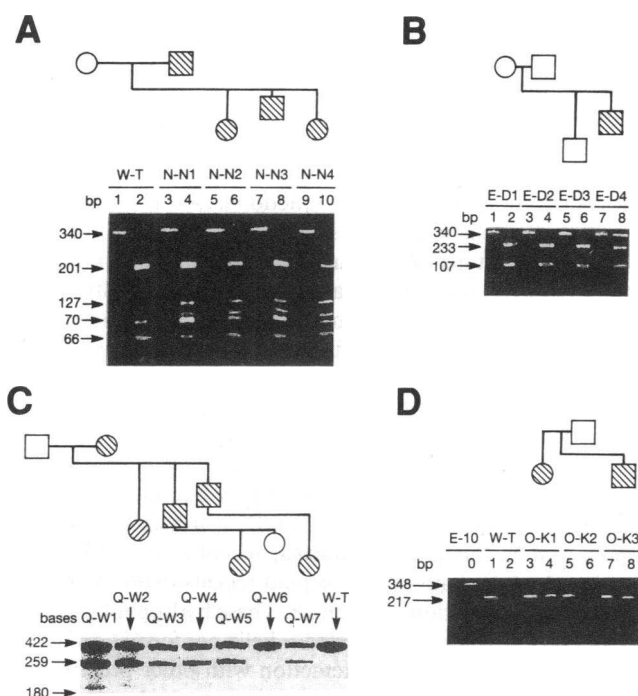 A
W-T N-N1 N-N2 N-N3 N-N4
bp 1 2 3 4 5 6 7 8 9 10
340
201
127
70
66
B
E-D1 E-D2 E-D3 E-D4
bp 1 2 3 4 5 6 7 8
340
233
107
C
Q-W2 Q-W4 Q-W6 W-T
bases Q-W1 Q-W3 Q-W5 Q-W7
422
259
180
D
E-10 W-T O-K1 O-K2 O-K3
bp 0 1 2 3 4 5 6 7 8
348
217